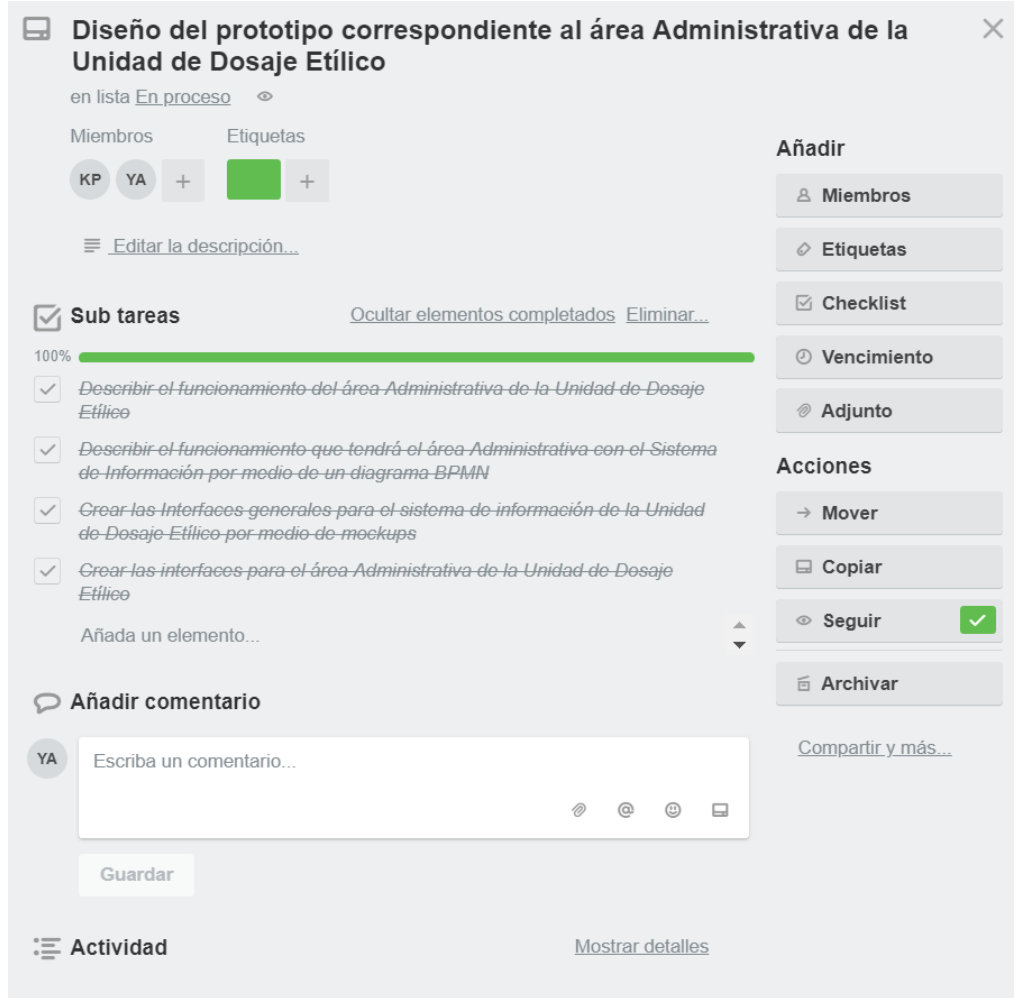 Diseño del prototipo correspondiente al área Administrativa de la
Unidad de Dosaje Etílico
en lista En proceso
Miembros
Etiquetas
KP
YA
+
+
Editar la descripción...
Sub tareas
Ocultar elementos completados
Eliminar...
100%
Describir el funcionamiento del área Administrativa de la Unidad de Dosaje
Etílico
Describir el funcionamiento que tendrá el área Administrativa con el Sistema
de Información por medio de un diagrama BPMN
Crear las Interfaces generales para el sistema de información de la Unidad
de Dosaje Etílico por medio de mockups
Crear las interfaces para el área Administrativa de la Unidad de Dosaje
Etílico
Añada un elemento...
Añadir comentario
YA
Escriba un comentario...
@
Guardar
Actividad
Mostrar detalles
Añadir
Miembros
Etiquetas
Checklist
Vencimiento
Adjunto
Acciones
Mover
Copiar
Seguir
Archivar
Compartir y más...